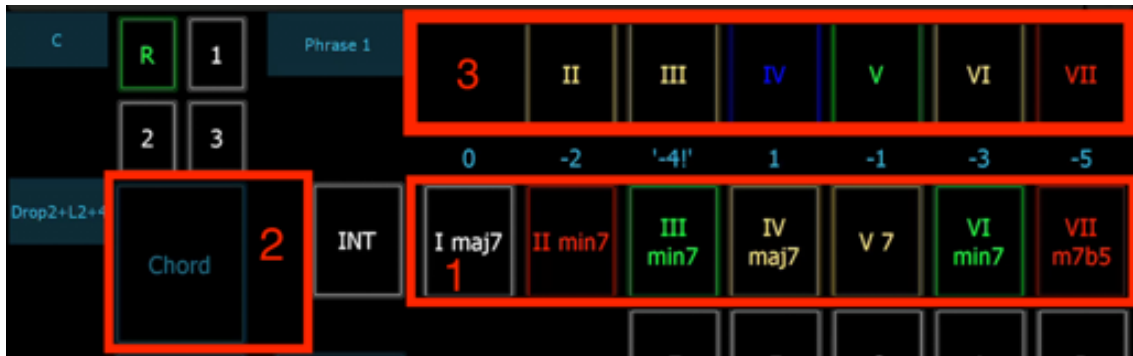 C
R
1
Phrase 1
3
II
III
IV
V
VI
VII
2
3
0
-2
'-4!'
1
-1
-3
-5
Drop2+L2+4
Chord
2
INT
I maj7
1
II min7
III
min7
IV
maj7
V 7
VI
min7
VII
m7b5